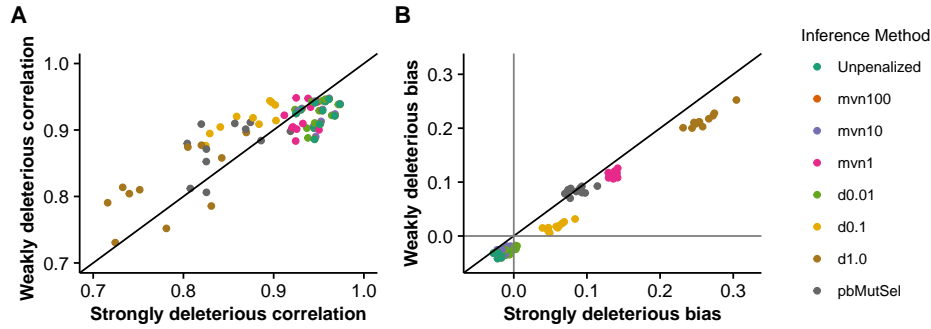 A
Weakly deleterious correlation
1.0
0.9
0.8
0.7
0.7
0.8
0.9
1.0
Strongly deleterious correlation
B
Weakly deleterious bias
0.3
0.2
0.1
0.0
0.0
0.1
0.2
0.3
Strongly deleterious bias
Inference Method
Unpenalized
mvn100
mvn10
mvn1
d0.01
d0.1
d1.0
pbMutSel